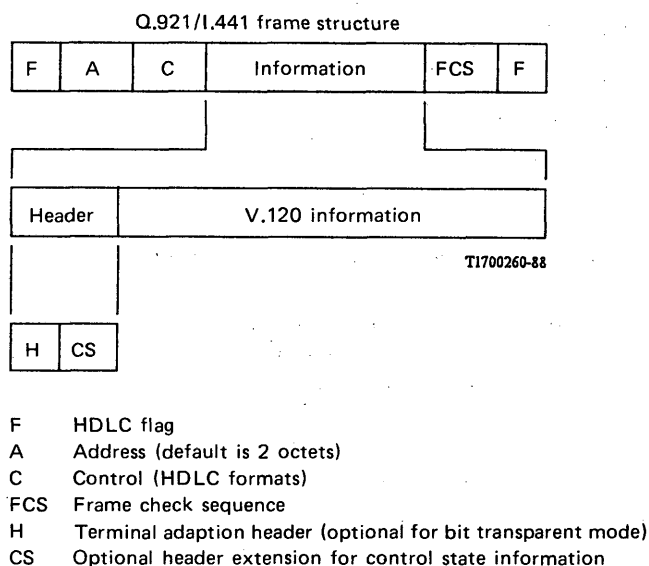 Q.921/I.441 frame structure
F A C Information FCS F
Header V.120 information
T1700260-88
H CS
F HDLC flag
A Address (default is 2 octets)
C Control (HDLC formats)
FCS Frame check sequence
H Terminal adaption header (optional for bit transparent mode)
CS Optional header extension for control state information